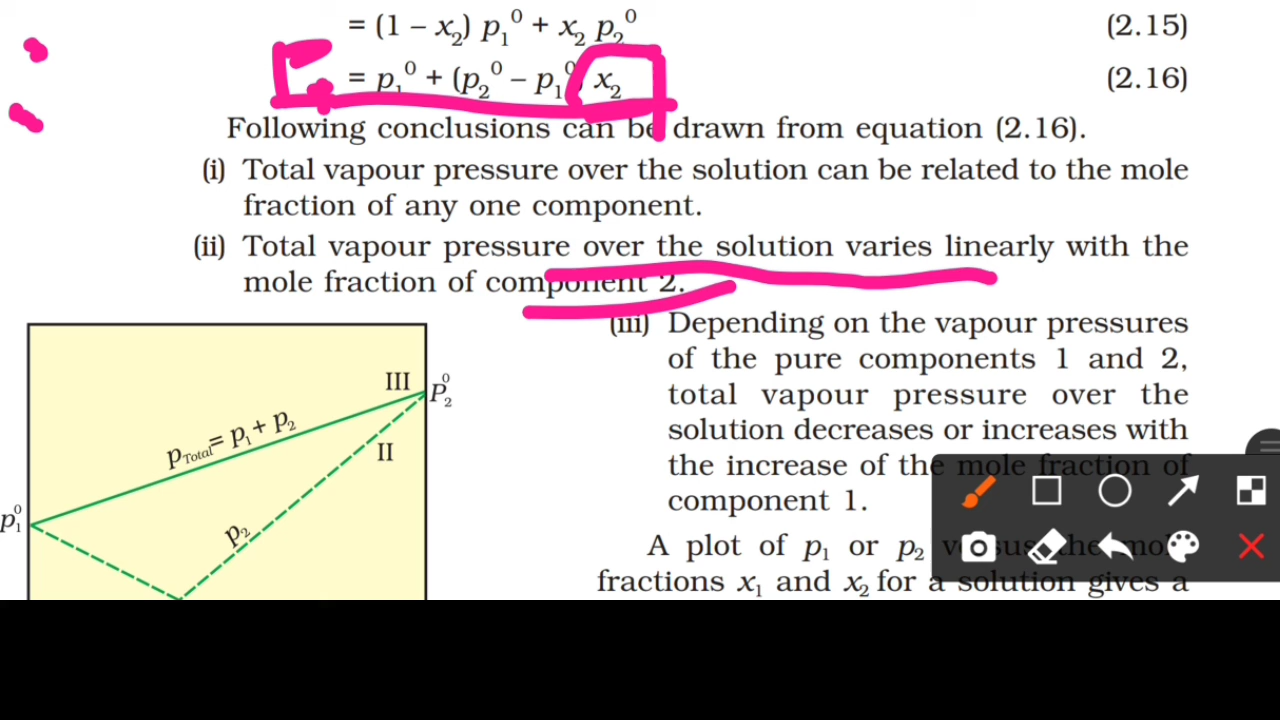 = (1 – x₂) p₁⁰ + x₂ p₂⁰ (2.15)
= p₁⁰ + (p₂⁰ – p₁⁰ x₂ (2.16)
Following conclusions can be drawn from equation (2.16).
(i) Total vapour pressure over the solution can be related to the mole
fraction of any one component.
(ii) Total vapour pressure over the solution varies linearly with the
mole fraction of component 2.
(iii) Depending on the vapour pressures
of the pure components 1 and 2,
total vapour pressure over the
solution decreases or increases with
the increase of the mole fraction of
component 1.
A plot of p₁ or p₂ versus the mole
fractions x₁ and x₂ for a solution gives a
III
P₂⁰
p_Total = p₁ + p₂
II
p₁⁰
p₂